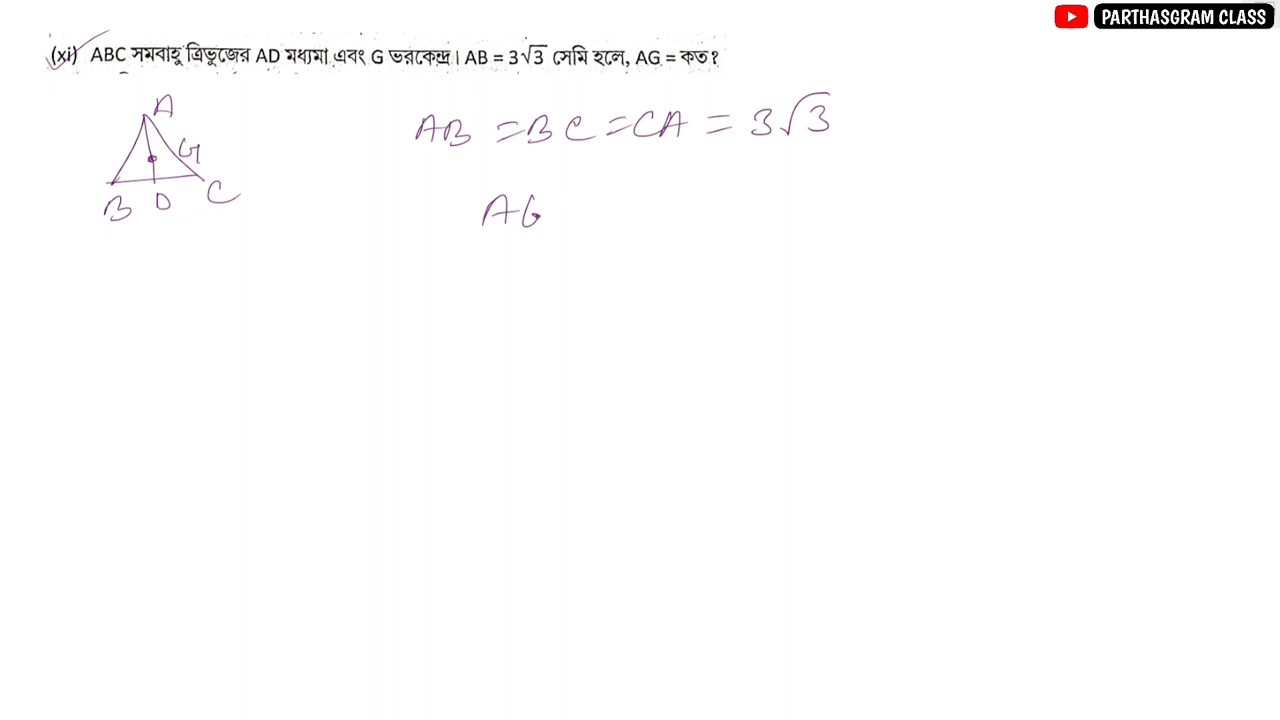 PARTHASGRAM CLASS
(xi) ABC সমবাহু ত্রিভুজের AD মধ্যমা এবং G ভরকেন্দ্র। AB = 3√3 সেমি হলে, AG = কত?
A
G
B D C
AB = BC = CA = 3√3
AG